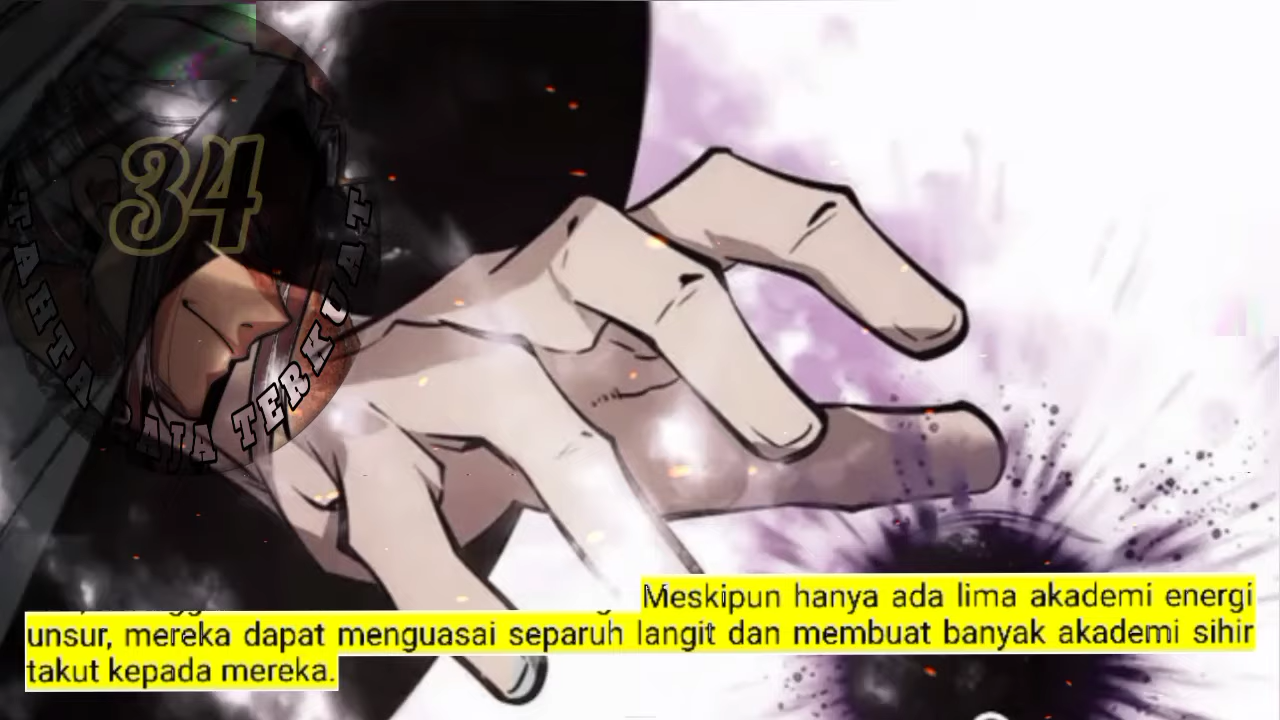 34
TAHTA RAJA TERKUAT
Meskipun hanya ada lima akademi energi
unsur, mereka dapat menguasai separuh langit dan membuat banyak akademi sihir
takut kepada mereka.